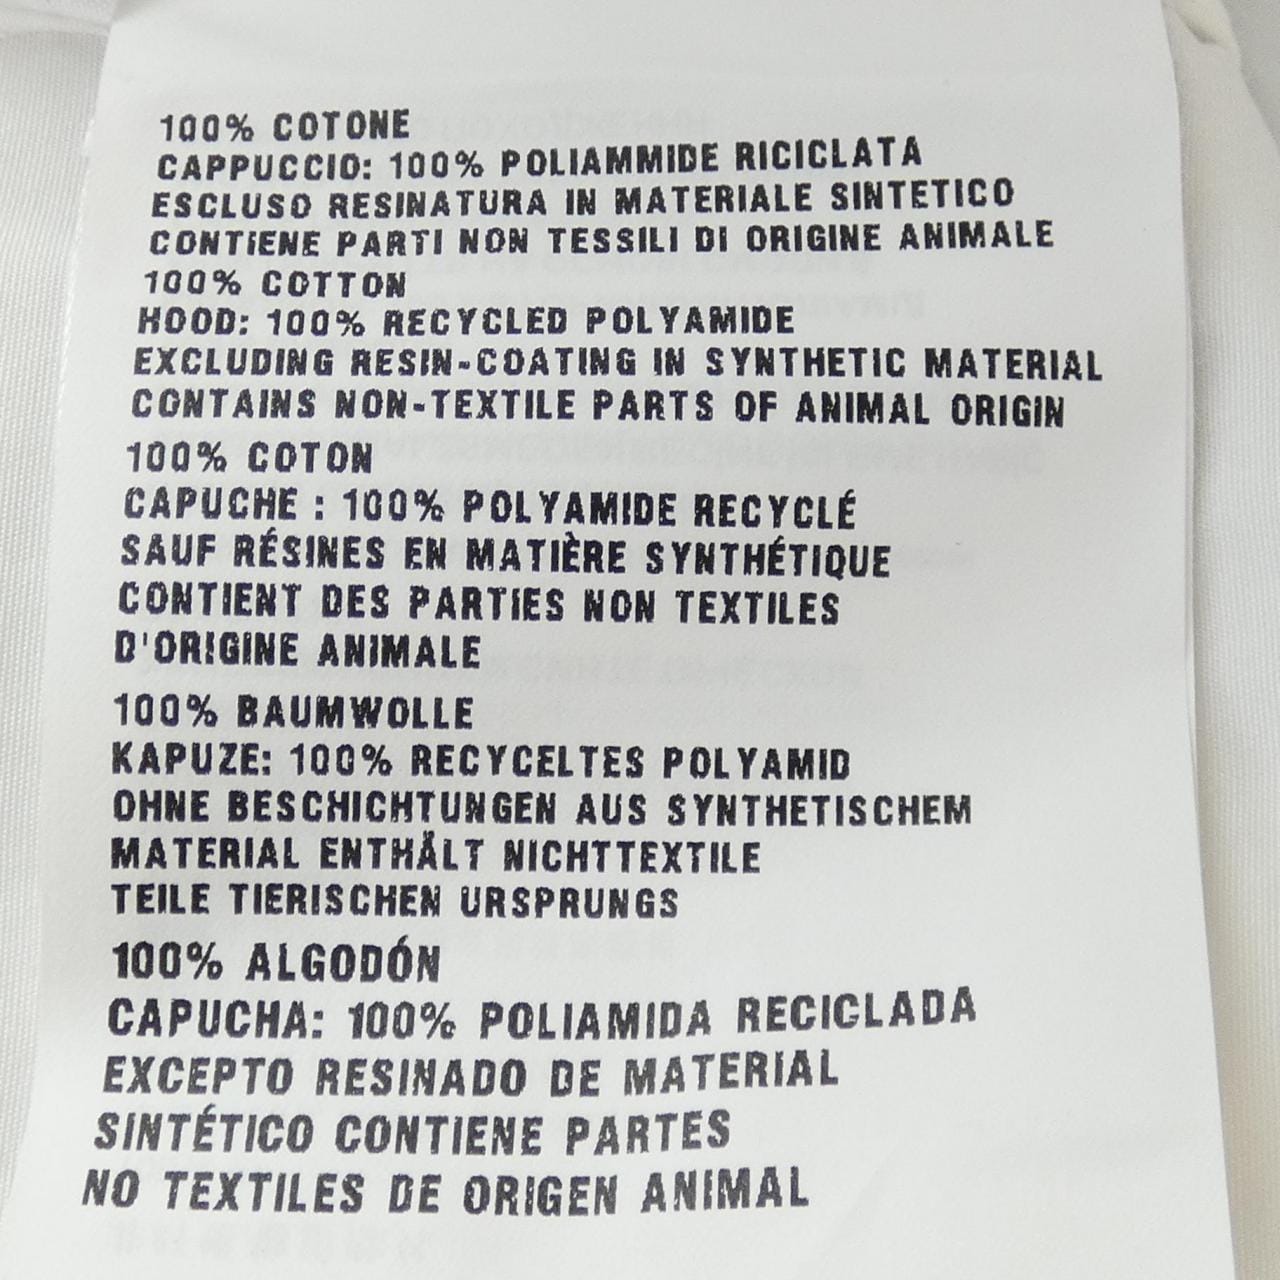 100% COTONE
CAPPUCCIO: 100% POLIAMMIDE RICICLATA
ESCLUSO RESINATURA IN MATERIALE SINTETICO
CONTIENE PARTI NON TESSILI DI ORIGINE ANIMALE
100% COTTON
HOOD: 100% RECYCLED POLYAMIDE
EXCLUDING RESIN-COATING IN SYNTHETIC MATERIAL
CONTAINS NON-TEXTILE PARTS OF ANIMAL ORIGIN
100% COTON
CAPUCHE : 100% POLYAMIDE RECYCLÉ
SAUF RÉSINES EN MATIÈRE SYNTHÉTIQUE
CONTIENT DES PARTIES NON TEXTILES
D'ORIGINE ANIMALE
100% BAUMWOLLE
KAPUZE: 100% RECYCELTES POLYAMID
OHNE BESCHICHTUNGEN AUS SYNTHETISCHEM
MATERIAL ENTHÄLT NICHTTEXTILE
TEILE TIERISCHEN URSPRUNGS
100% ALGODÓN
CAPUCHA: 100% POLIAMIDA RECICLADA
EXCEPTO RESINADO DE MATERIAL
SINTÉTICO CONTIENE PARTES
NO TEXTILES DE ORIGEN ANIMAL